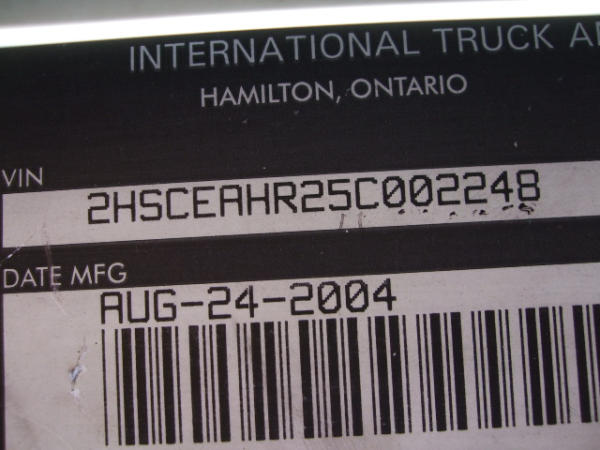 INTERNATIONAL TRUCK
HAMILTON, ONTARIO
VIN
2HSCEAHR25C002248
DATE MFG
AUG-24-2004